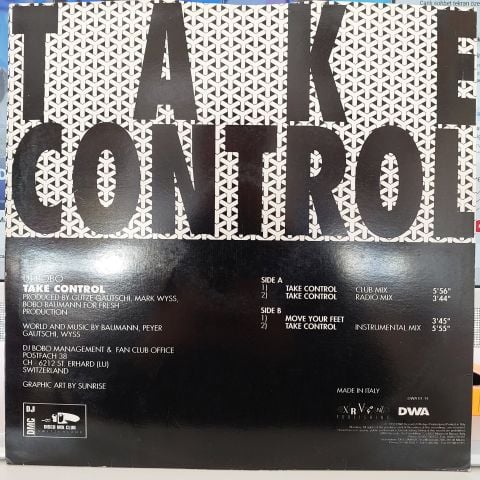 TAKE
CONTROL
DJ BOBO
TAKE CONTROL
PRODUCED BY GUTZE GAUTSCHI, MARK WYSS,
BOBO BAUMANN FOR FRESH
PRODUCTION
WORLD AND MUSIC BY BAUMANN, PEYER
GAUTSCHI, WYSS
DJ BOBO MANAGEMENT & FAN CLUB OFFICE
POSTFACH 38
CH - 6212 ST. ERHARD (LU)
SWITZERLAND
GRAPHIC ART BY SUNRISE
SIDE A
1) TAKE CONTROL CLUB MIX 5'56"
2) TAKE CONTROL RADIO MIX 3'44"
SIDE B
1) MOVE YOUR FEET 3'45"
2) TAKE CONTROL INSTRUMENTAL MIX 5'55"
MADE IN ITALY
DMC DJ
DISCO MIX CLUB
SWITZERLAND
PUBLISHING
DWA